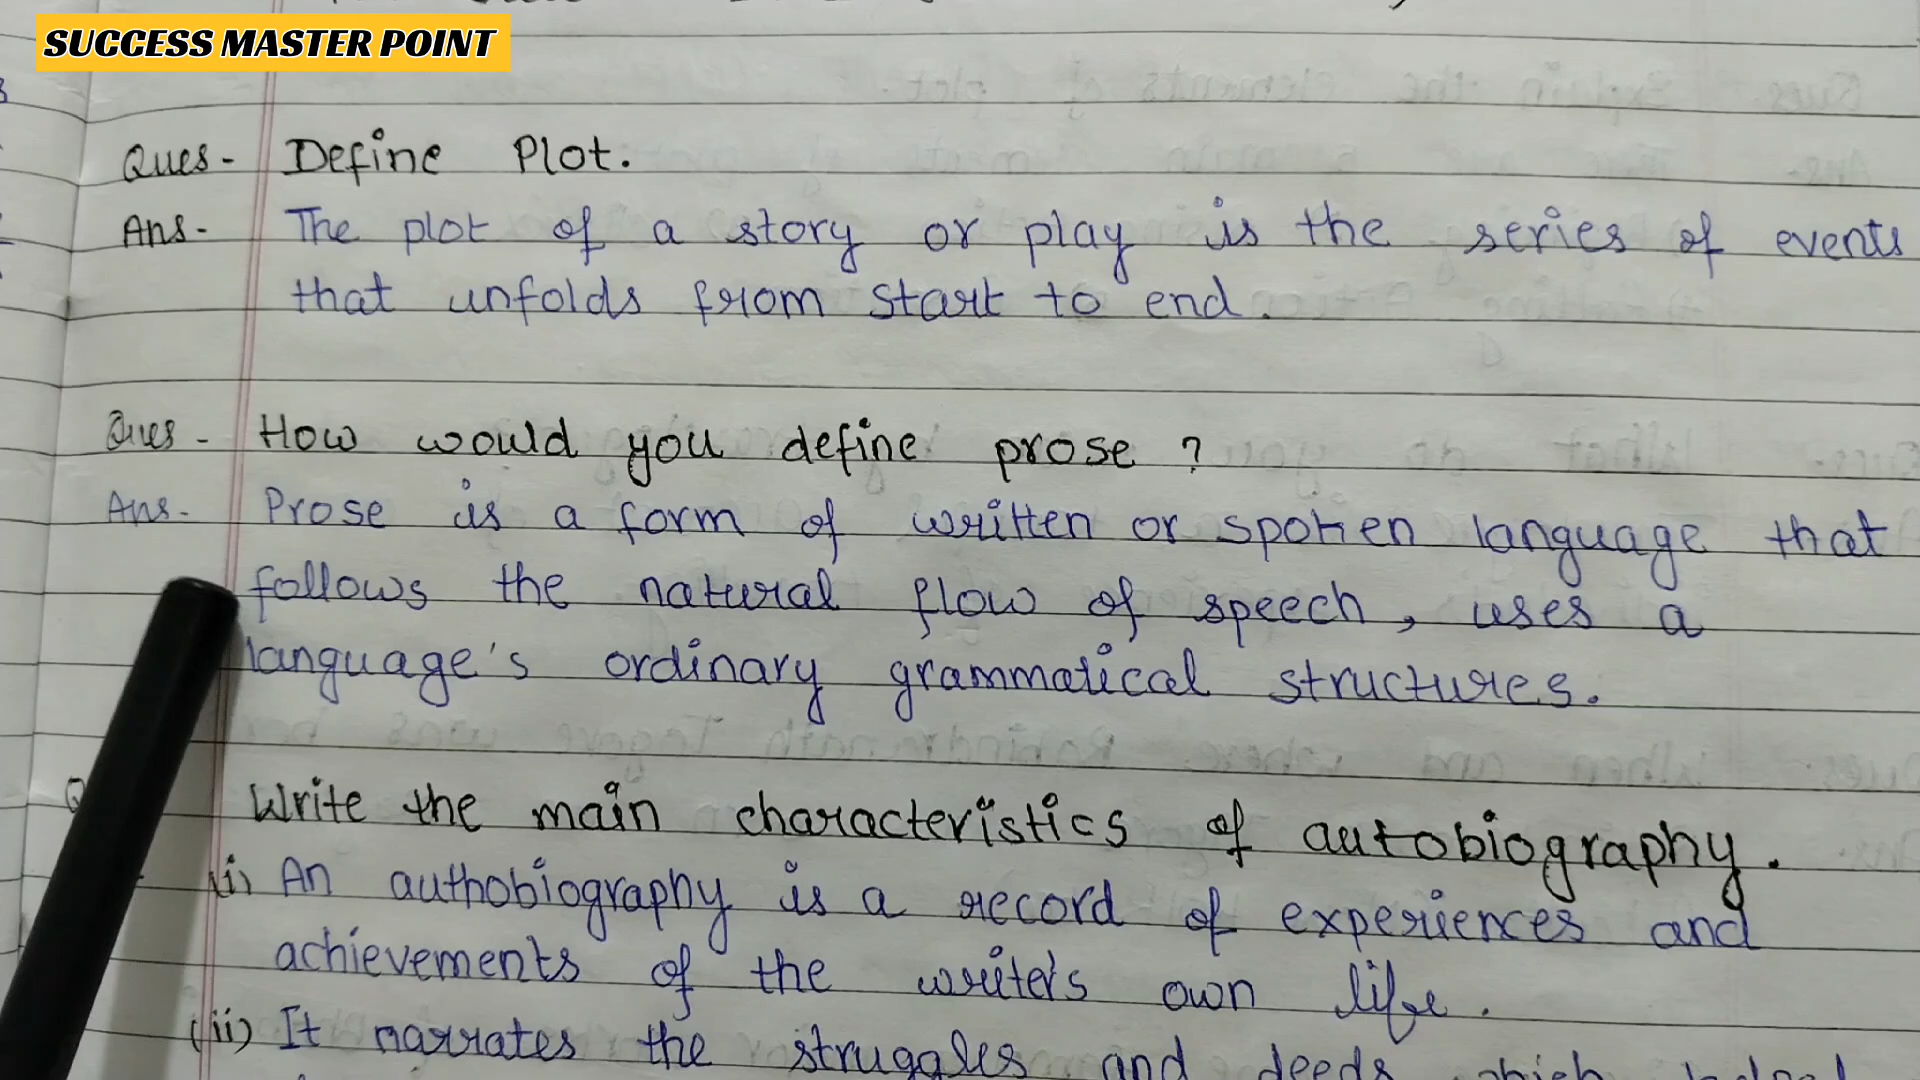 SUCCESS MASTER POINT
Ques- Define Plot.
Ans- The plot of a story or play is the series of events
that unfolds from start to end.
Ques- How would you define prose ?
Ans- Prose is a form of written or spoken language that
follows the natural flow of speech, uses a
language's ordinary grammatical structures.
Write the main characteristics of autobiography.
(i) An authobiography is a record of experiences and
achievements of the writer's own life.
(ii) It narrates the struggles and deeds which